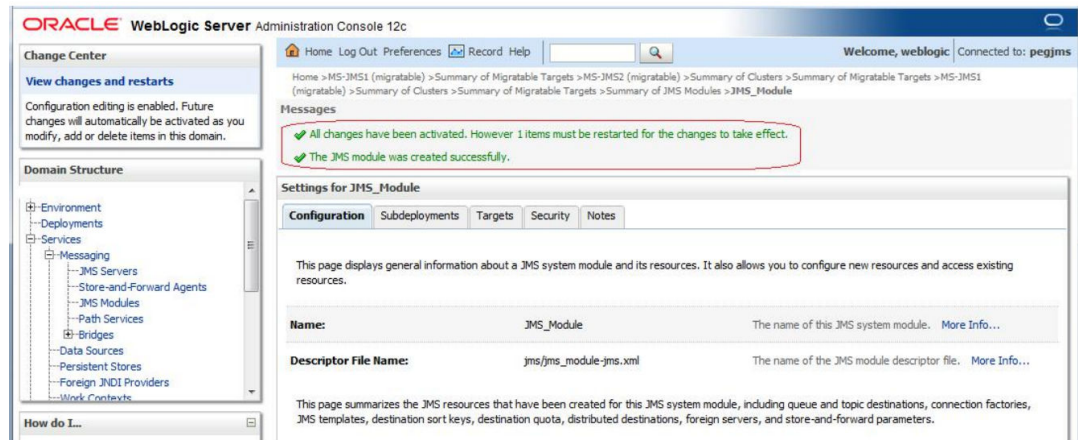 ORACLE WebLogic Server Administration Console 12c
Change Center
View changes and restarts
Configuration editing is enabled. Future
changes will automatically be activated as you
modify, add or delete items in this domain.
Domain Structure
Environment
Deployments
Services
Messaging
JMS Servers
Store-and-Forward Agents
JMS Modules
Path Services
Bridges
Data Sources
Persistent Stores
Foreign JNDI Providers
Work Contexts
How do I...
Home Log Out Preferences Record Help
Welcome, weblogic Connected to: pegjms
Home >MS-JMS1 (migratable) >Summary of Migratable Targets >MS-JMS2 (migratable) >Summary of Clusters >Summary of Migratable Targets >MS-JMS1
(migratable) >Summary of Clusters >Summary of Migratable Targets >Summary of JMS Modules >JMS_Module
Messages
All changes have been activated. However 1 items must be restarted for the changes to take effect.
The JMS module was created successfully.
Settings for JMS_Module
Configuration Subdeployments Targets Security Notes
This page displays general information about a JMS system module and its resources. It also allows you to configure new resources and access existing
resources.
Name: JMS_Module The name of this JMS system module. More Info...
Descriptor File Name: jms/jms_module-jms.xml The name of the JMS module descriptor file. More Info...
This page summarizes the JMS resources that have been created for this JMS system module, including queue and topic destinations, connection factories,
JMS templates, destination sort keys, destination quota, distributed destinations, foreign servers, and store-and-forward parameters.